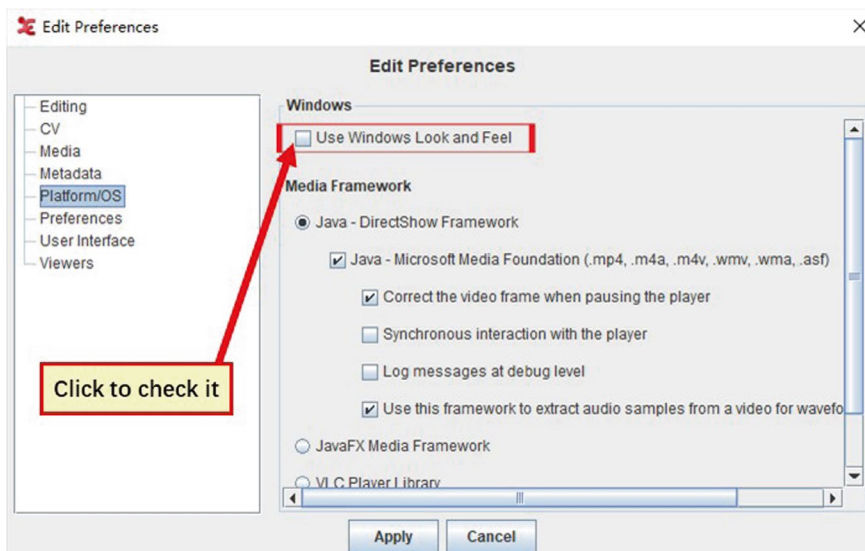 Edit Preferences
Edit Preferences
Editing
CV
Media
Metadata
Platform/OS
Preferences
User Interface
Viewers
Windows
Use Windows Look and Feel
Media Framework
Java - DirectShow Framework
Java - Microsoft Media Foundation (.mp4, .m4a, .m4v, .wmv, .wma, .asf)
Correct the video frame when pausing the player
Synchronous interaction with the player
Log messages at debug level
Use this framework to extract audio samples from a video for wavefo
JavaFX Media Framework
VLC Player Library
Click to check it
Apply
Cancel